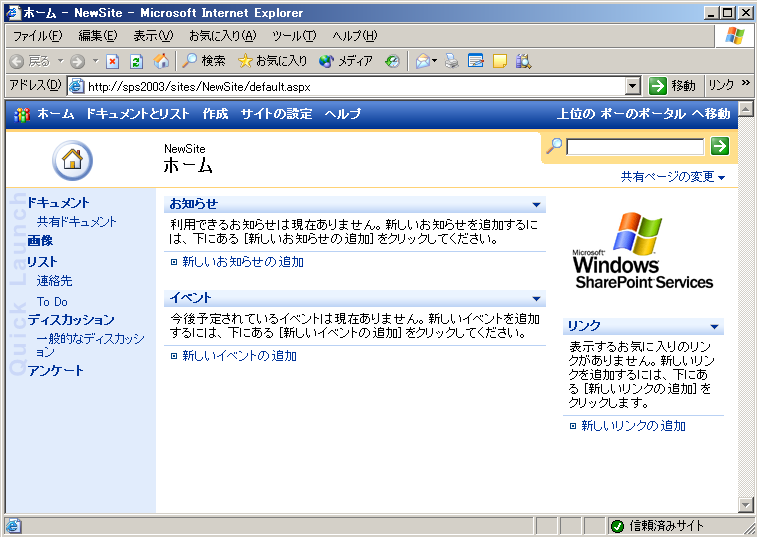 ホーム - NewSite - Microsoft Internet Explorer
ファイル(F) 編集(E) 表示(V) お気に入り(A) ツール(T) ヘルプ(H)
戻る 検索 お気に入り メディア
アドレス(D) http://sps2003/sites/NewSite/default.aspx 移動 リンク »
ホーム ドキュメントとリスト 作成 サイトの設定 ヘルプ 上位の ポーのポータル へ移動
NewSite
ホーム
共有ページの変更
Quick Launch
ドキュメント
共有ドキュメント
画像
リスト
連絡先
To Do
ディスカッション
一般的なディスカッシ
ョン
アンケート
お知らせ
利用できるお知らせは現在ありません。新しいお知らせを追加するに
は、下にある [新しいお知らせの追加] をクリックしてください。
新しいお知らせの追加
イベント
今後予定されているイベントは現在ありません。新しいイベントを追加
するには、下にある [新しいイベントの追加] をクリックしてください。
新しいイベントの追加
Microsoft
Windows
SharePoint Services
リンク
表示するお気に入りのリン
クがありません。新しいリン
クを追加するには、下にあ
る [新しいリンクの追加] を
クリックします。
新しいリンクの追加
信頼済みサイト